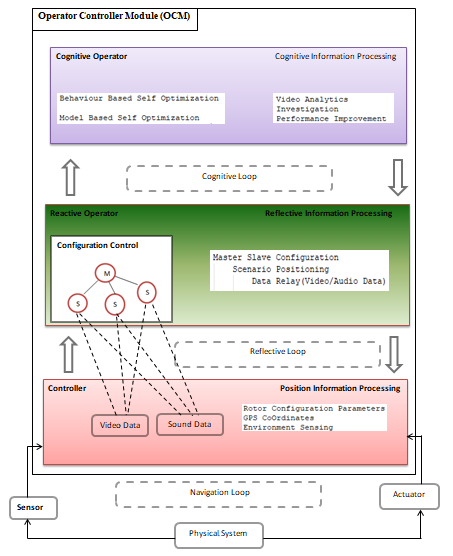 Operator Controller Module (OCM)
Cognitive Operator
Cognitive Information Processing
Behaviour Based Self Optimization
Model Based Self Optimization
Video Analytics
Investigation
Performance Improvement
Cognitive Loop
Reactive Operator
Reflective Information Processing
Configuration Control
M
S
S
S
Master Slave Configuration
Scenario Positioning
Data Relay(Video/Audio Data)
Reflective Loop
Controller
Position Information Processing
Video Data
Sound Data
Rotor Configuration Parameters
GPS CoOrdinates
Environment Sensing
Navigation Loop
Sensor
Actuator
Physical System